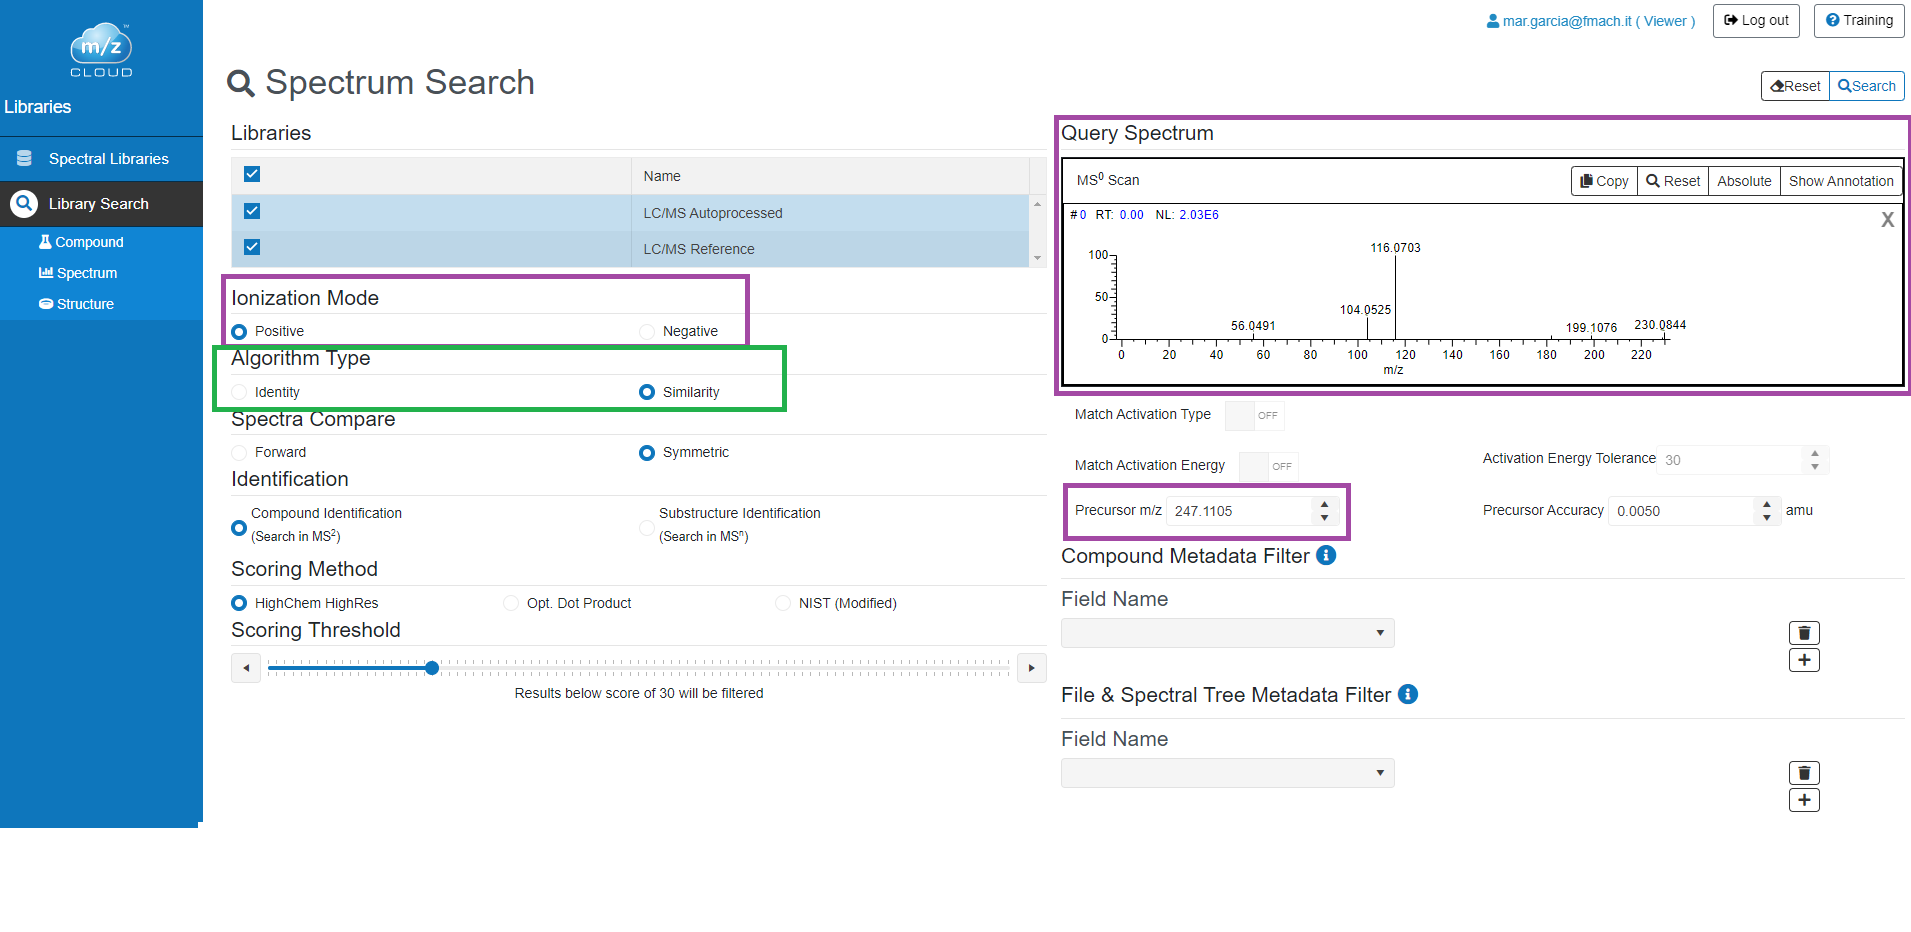 mar.garcia@fmach.it ( Viewer )
Log out
Training
m/z™
CLOUD
Libraries
Spectral Libraries
Library Search
Compound
Spectrum
Structure
Spectrum Search
Reset
Search
Libraries
Name
LC/MS Autoprocessed
LC/MS Reference
Ionization Mode
Positive
Negative
Algorithm Type
Identity
Similarity
Spectra Compare
Forward
Symmetric
Identification
Compound Identification
(Search in MS²)
Substructure Identification
(Search in MSⁿ)
Scoring Method
HighChem HighRes
Opt. Dot Product
NIST (Modified)
Scoring Threshold
Results below score of 30 will be filtered
Query Spectrum
MS⁰ Scan
Copy
Reset
Absolute
Show Annotation
#0 RT: 0.00 NL: 2.03E6
X
116.0703
100
50
0
104.0525
56.0491
199.1076
230.0844
0 20 40 60 80 100 120 140 160 180 200 220
m/z
Match Activation Type
OFF
Match Activation Energy
OFF
Activation Energy Tolerance 30
Precursor m/z 247.1105
Precursor Accuracy 0.0050 amu
Compound Metadata Filter
Field Name
File & Spectral Tree Metadata Filter
Field Name